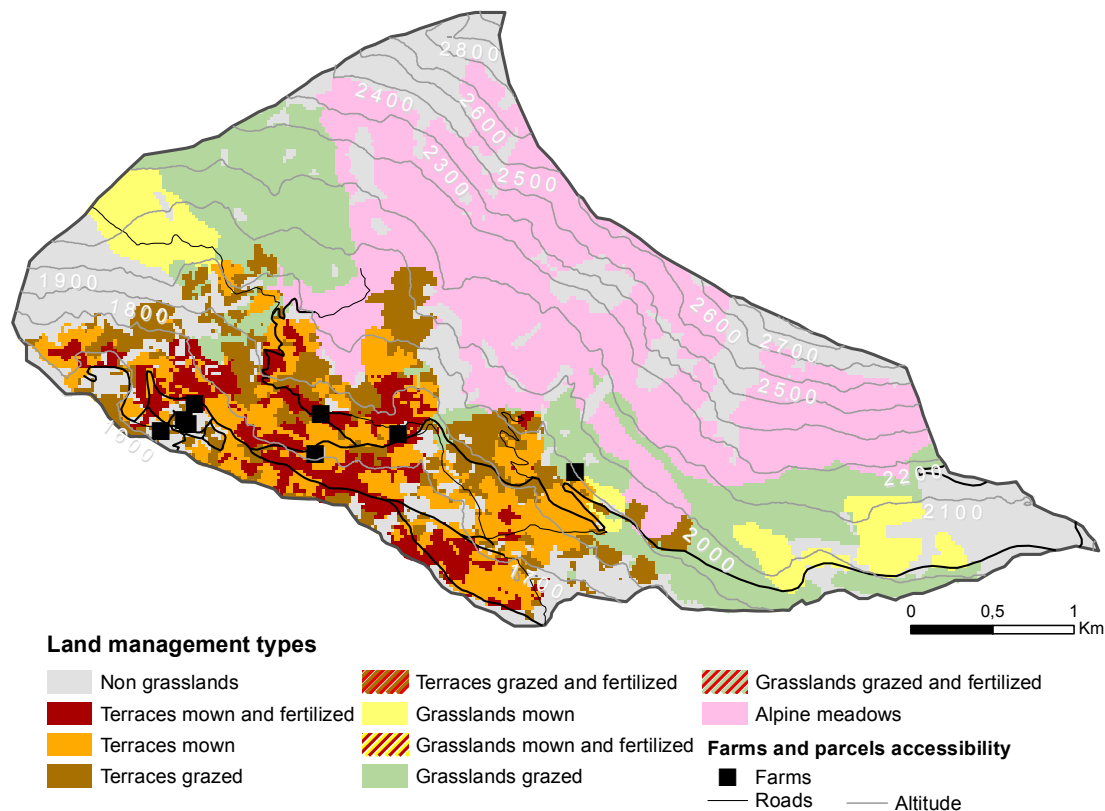 2800
2400
2600
2300
2500
1900
1800
2600
2700
2500
1600
2200
2100
2000
1700
0 0,5 1
Km
Land management types
Non grasslands
Terraces mown and fertilized
Terraces mown
Terraces grazed
Terraces grazed and fertilized
Grasslands mown
Grasslands mown and fertilized
Grasslands grazed
Grasslands grazed and fertilized
Alpine meadows
Farms and parcels accessibility
Farms
Roads
Altitude